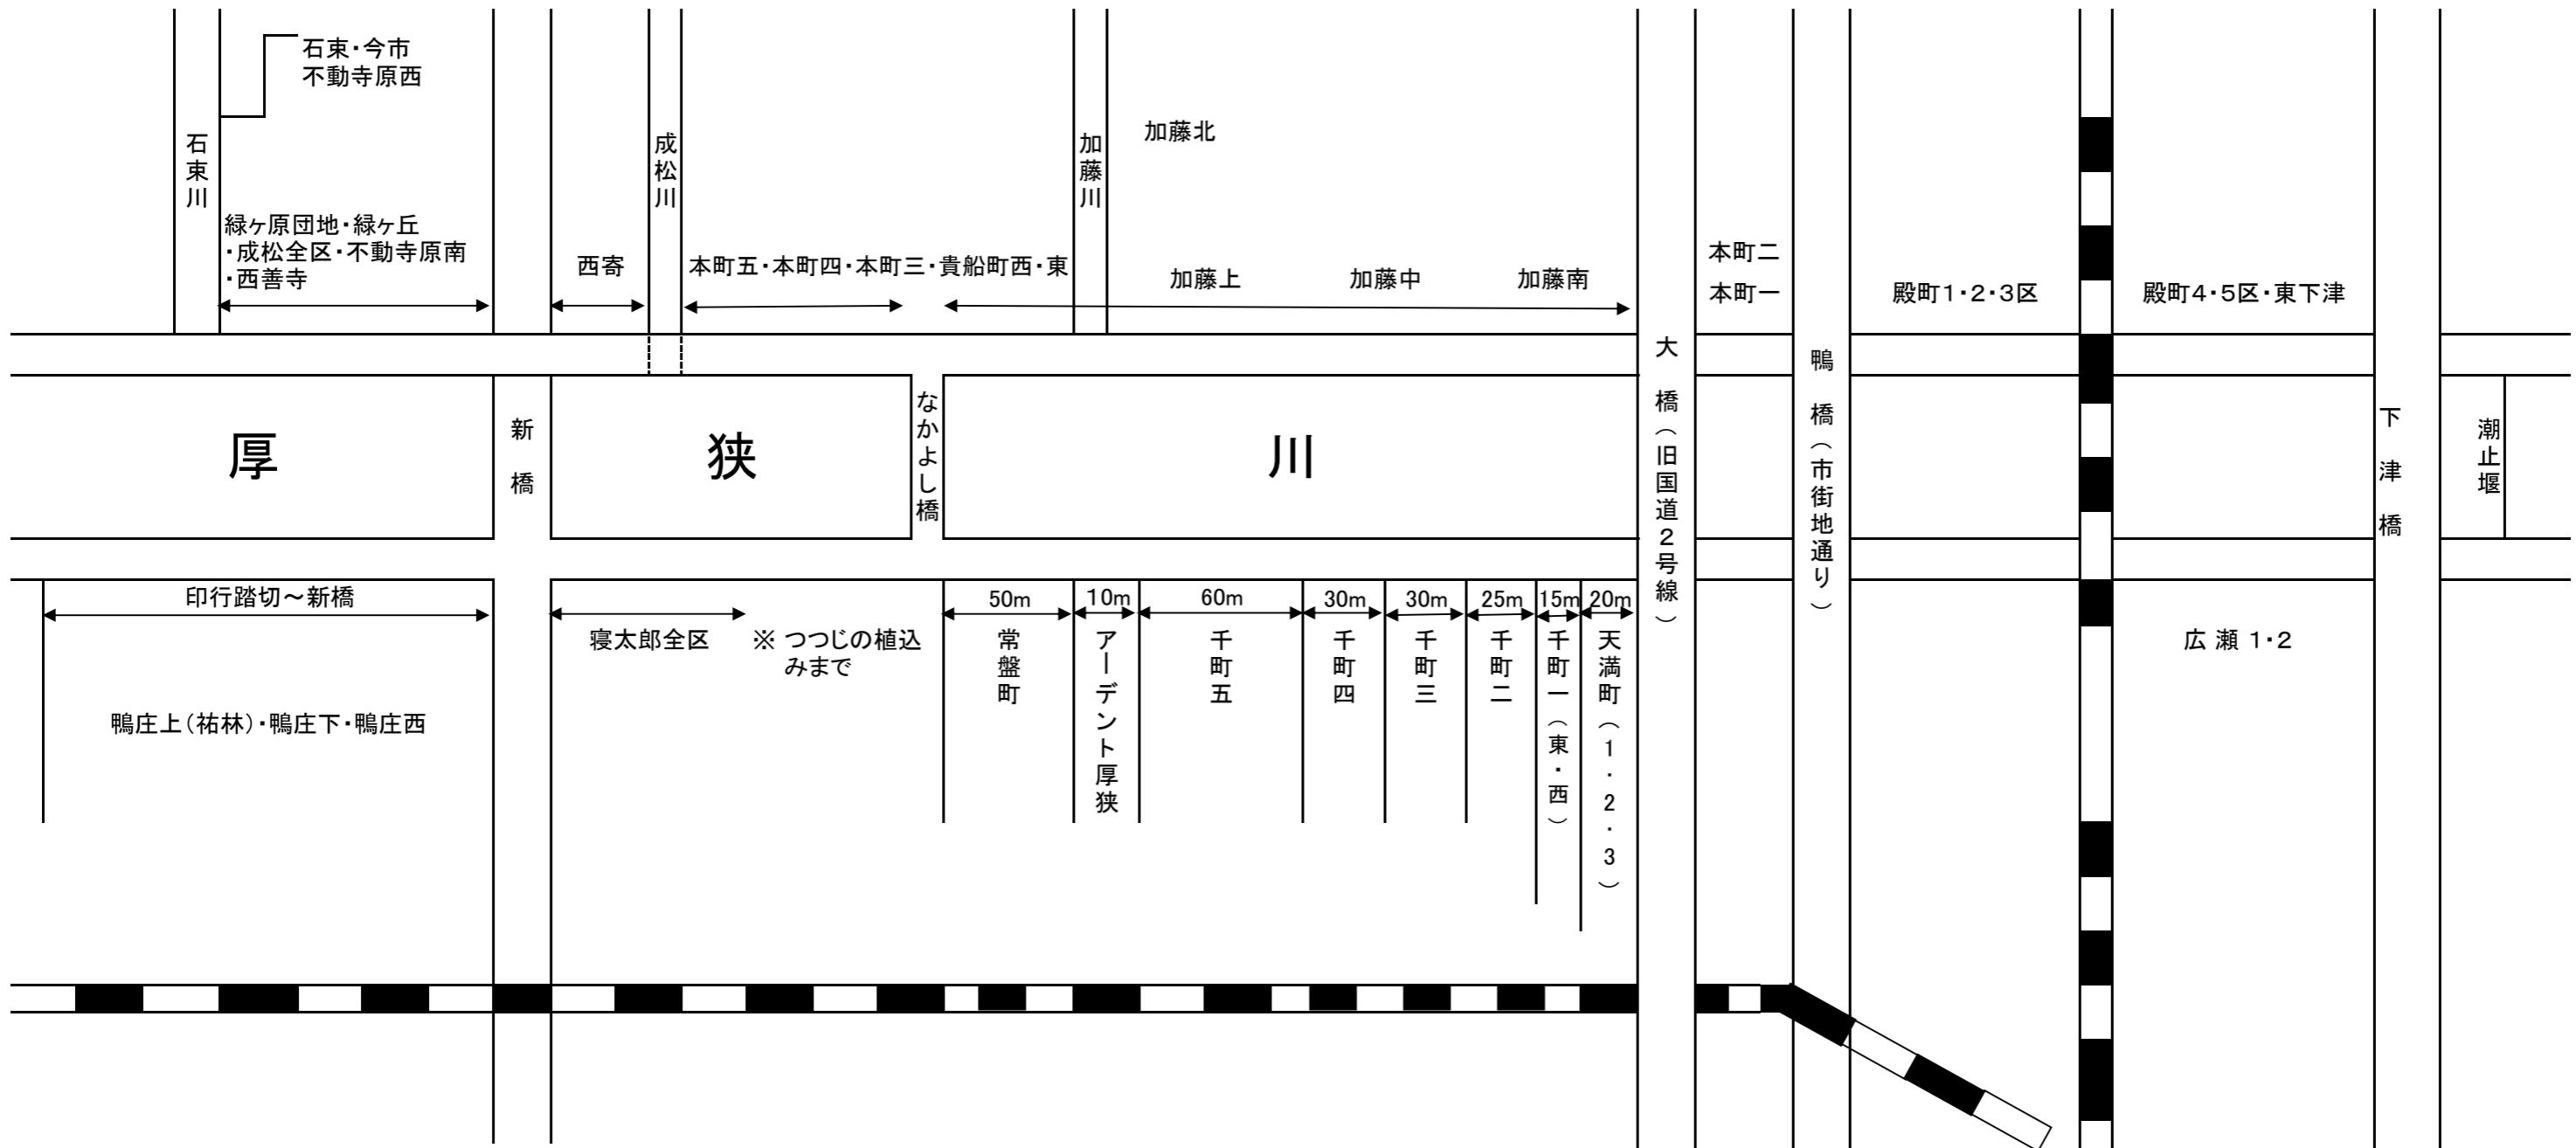 石束・今市
不動寺原西
石束川
成松川
加藤川
加藤北
緑ヶ原団地・緑ヶ丘
・成松全区・不動寺原南
・西善寺
西寄
本町五・本町四・本町三・貴船町西・東
加藤上
加藤中
加藤南
本町二
本町一
殿町1・2・3区
殿町4・5区・東下津
厚
新橋
狭
なかよし橋
川
大橋（旧国道2号線）
鴨橋（市街地通り）
下津橋
潮止堰
印行踏切～新橋
鴨庄上（祐林）・鴨庄下・鴨庄西
寝太郎全区
※ つつじの植込
みまで
50m
10m
60m
30m
30m
25m
15m
20m
常盤町
アーデント厚狭
千町五
千町四
千町三
千町二
千町一（東・西）
天満町（1・2・3）
広 瀬 1・2